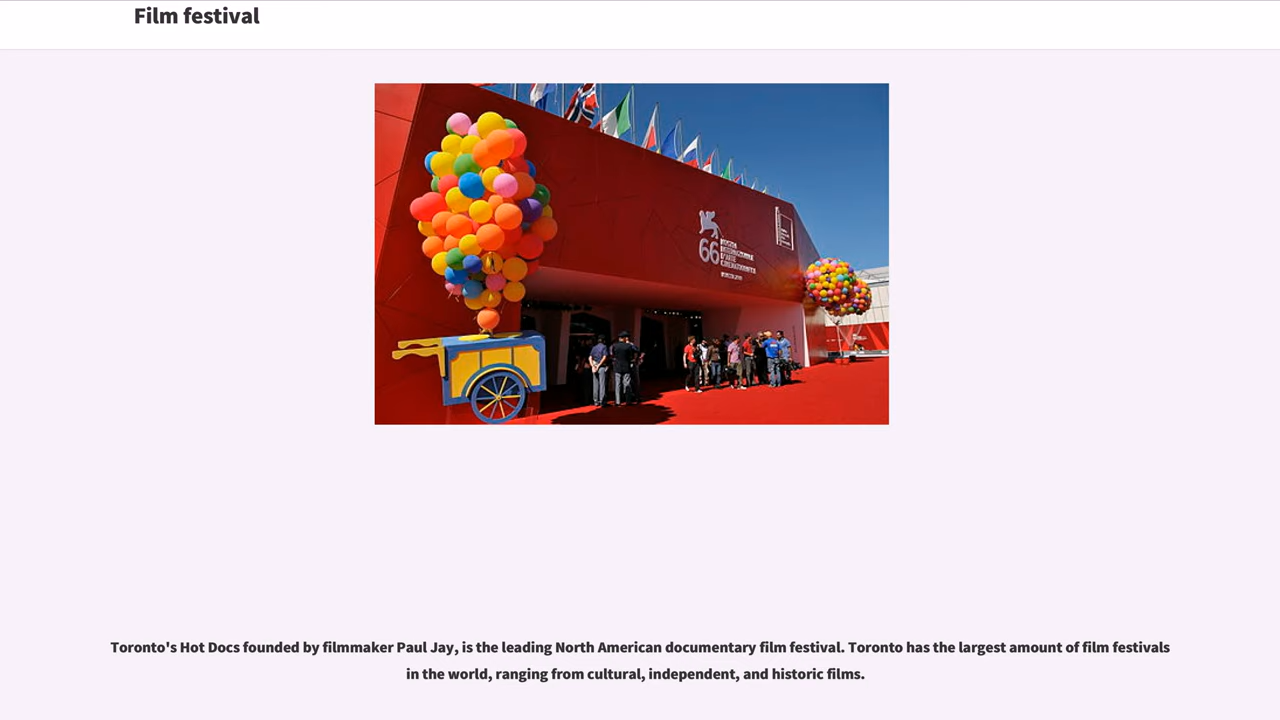 Film festival
66
Toronto's Hot Docs founded by filmmaker Paul Jay, is the leading North American documentary film festival. Toronto has the largest amount of film festivals
in the world, ranging from cultural, independent, and historic films.